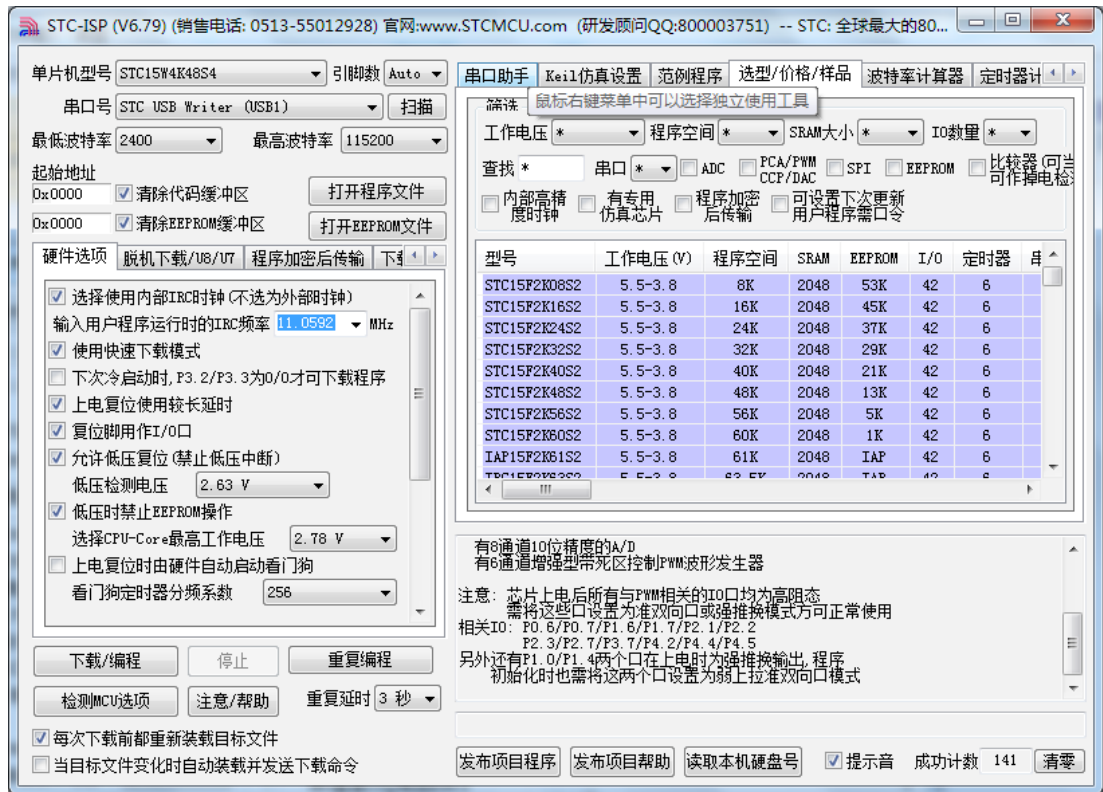 STC-ISP (V6.79) (销售电话: 0513-55012928) 官网:www.STCMCU.com (研发顾问QQ:800003751) -- STC: 全球最大的80...
单片机型号 STC15W4K48S4 引脚数 Auto
串口号 STC USB Writer (USB1) 扫描
最低波特率 2400 最高波特率 115200
起始地址
0x0000 清除代码缓冲区 打开程序文件
0x0000 清除EEPROM缓冲区 打开EEPROM文件
硬件选项 脱机下载/U8/U7 程序加密后传输
选择使用内部IRC时钟(不选为外部时钟)
输入用户程序运行时的IRC频率 11.0592 MHz
使用快速下载模式
下次冷启动时,P3.2/P3.3为0/0才可下载程序
上电复位使用较长延时
复位脚用作I/O口
允许低压复位(禁止低压中断)
低压检测电压 2.63 V
低压时禁止EEPROM操作
选择CPU-Core最高工作电压 2.78 V
上电复位时由硬件自动启动看门狗
看门狗定时器分频系数 256
下载/编程 停止 重复编程
检测MCU选项 注意/帮助 重复延时 3 秒
每次下载前都重新装载目标文件
当目标文件变化时自动装载并发送下载命令
串口助手 Keil仿真设置 范例程序 选型/价格/样品 波特率计算器 定时器计
筛选 鼠标右键菜单中可以选择独立使用工具
工作电压 * 程序空间 * SRAM大小 * IO数量 *
查找 * 串口 * ADC PCA/PWM CCP/DAC SPI EEPROM 比较器(可当 可作掉电检
内部高精度时钟 有专用仿真芯片 程序加密后传输 可设置下次更新用户程序需口令
型号 工作电压(V) 程序空间 SRAM EEPROM I/O 定时器
STC15F2K08S2 5.5-3.8 8K 2048 53K 42 6
STC15F2K16S2 5.5-3.8 16K 2048 45K 42 6
STC15F2K24S2 5.5-3.8 24K 2048 37K 42 6
STC15F2K32S2 5.5-3.8 32K 2048 29K 42 6
STC15F2K40S2 5.5-3.8 40K 2048 21K 42 6
STC15F2K48S2 5.5-3.8 48K 2048 13K 42 6
STC15F2K56S2 5.5-3.8 56K 2048 5K 42 6
STC15F2K60S2 5.5-3.8 60K 2048 1K 42 6
IAP15F2K61S2 5.5-3.8 61K 2048 IAP 42 6
有8通道10位精度的A/D
有6通道增强型带死区控制PWM波形发生器
注意: 芯片上电后所有与PWM相关的IO口均为高阻态
需将这些口设置为准双向口或强推挽模式方可正常使用
相关IO: P0.6/P0.7/P1.6/P1.7/P2.1/P2.2
P2.3/P2.7/P3.7/P4.2/P4.4/P4.5
另外还有P1.0/P1.4两个口在上电时为强推挽输出,程序
初始化时也需将这两个口设置为弱上拉准双向口模式
发布项目程序 发布项目帮助 读取本机硬盘号 提示音 成功计数 141 清零